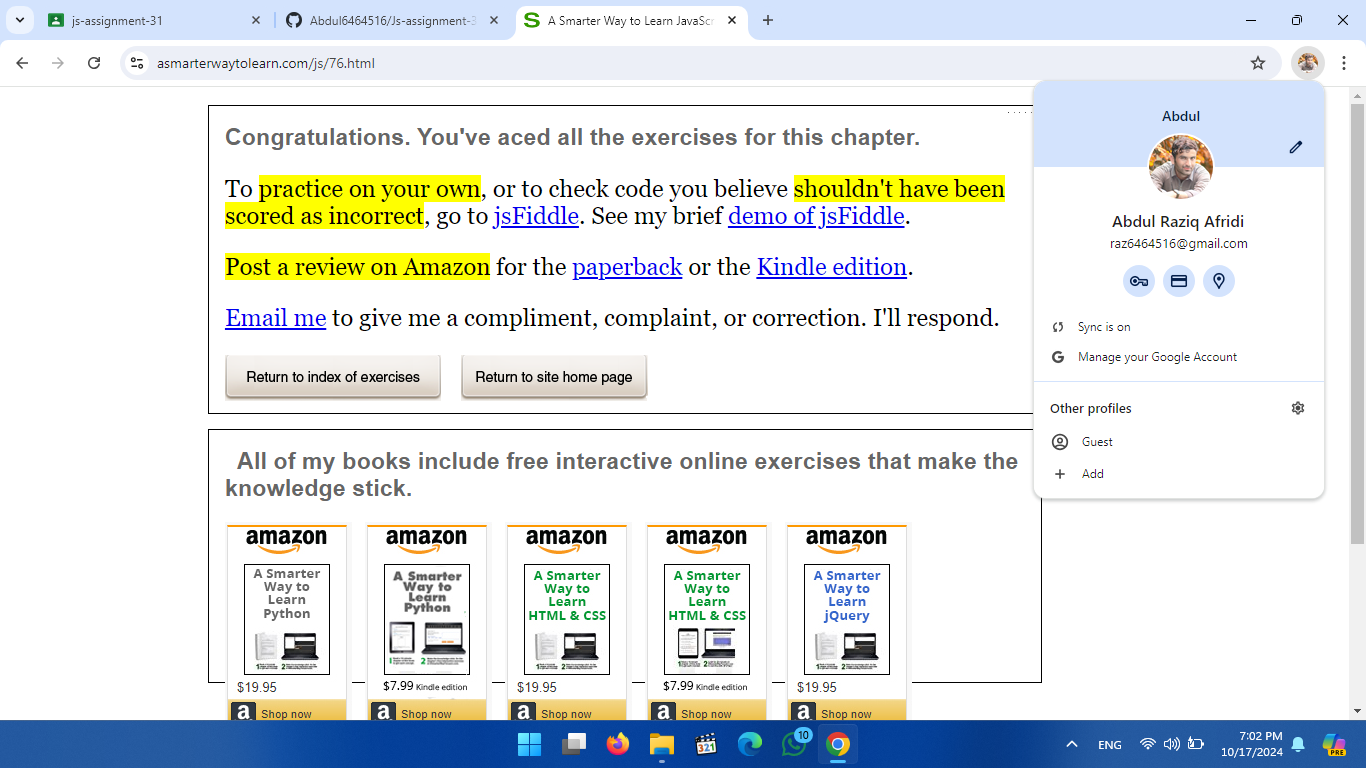 js-assignment-31
Abdul6464516/Js-assignment-3
A Smarter Way to Learn JavaScr
asmarterwaytolearn.com/js/76.html
Congratulations. You've aced all the exercises for this chapter.
To practice on your own, or to check code you believe shouldn't have been
scored as incorrect, go to jsFiddle. See my brief demo of jsFiddle.
Post a review on Amazon for the paperback or the Kindle edition.
Email me to give me a compliment, complaint, or correction. I'll respond.
Return to index of exercises
Return to site home page
Abdul
Abdul Raziq Afridi
raz6464516@gmail.com
Sync is on
Manage your Google Account
Other profiles
Guest
Add
All of my books include free interactive online exercises that make the
knowledge stick.
amazon
A Smarter
Way to
Learn
Python
$19.95
Shop now
amazon
A Smarter
Way to
Learn
Python
$7.99 Kindle edition
Shop now
amazon
A Smarter
Way to
Learn
HTML & CSS
$19.95
Shop now
amazon
A Smarter
Way to
Learn
HTML & CSS
$7.99 Kindle edition
Shop now
amazon
A Smarter
Way to
Learn
jQuery
$19.95
Shop now
321
10
ENG
7:02 PM
10/17/2024
PRE